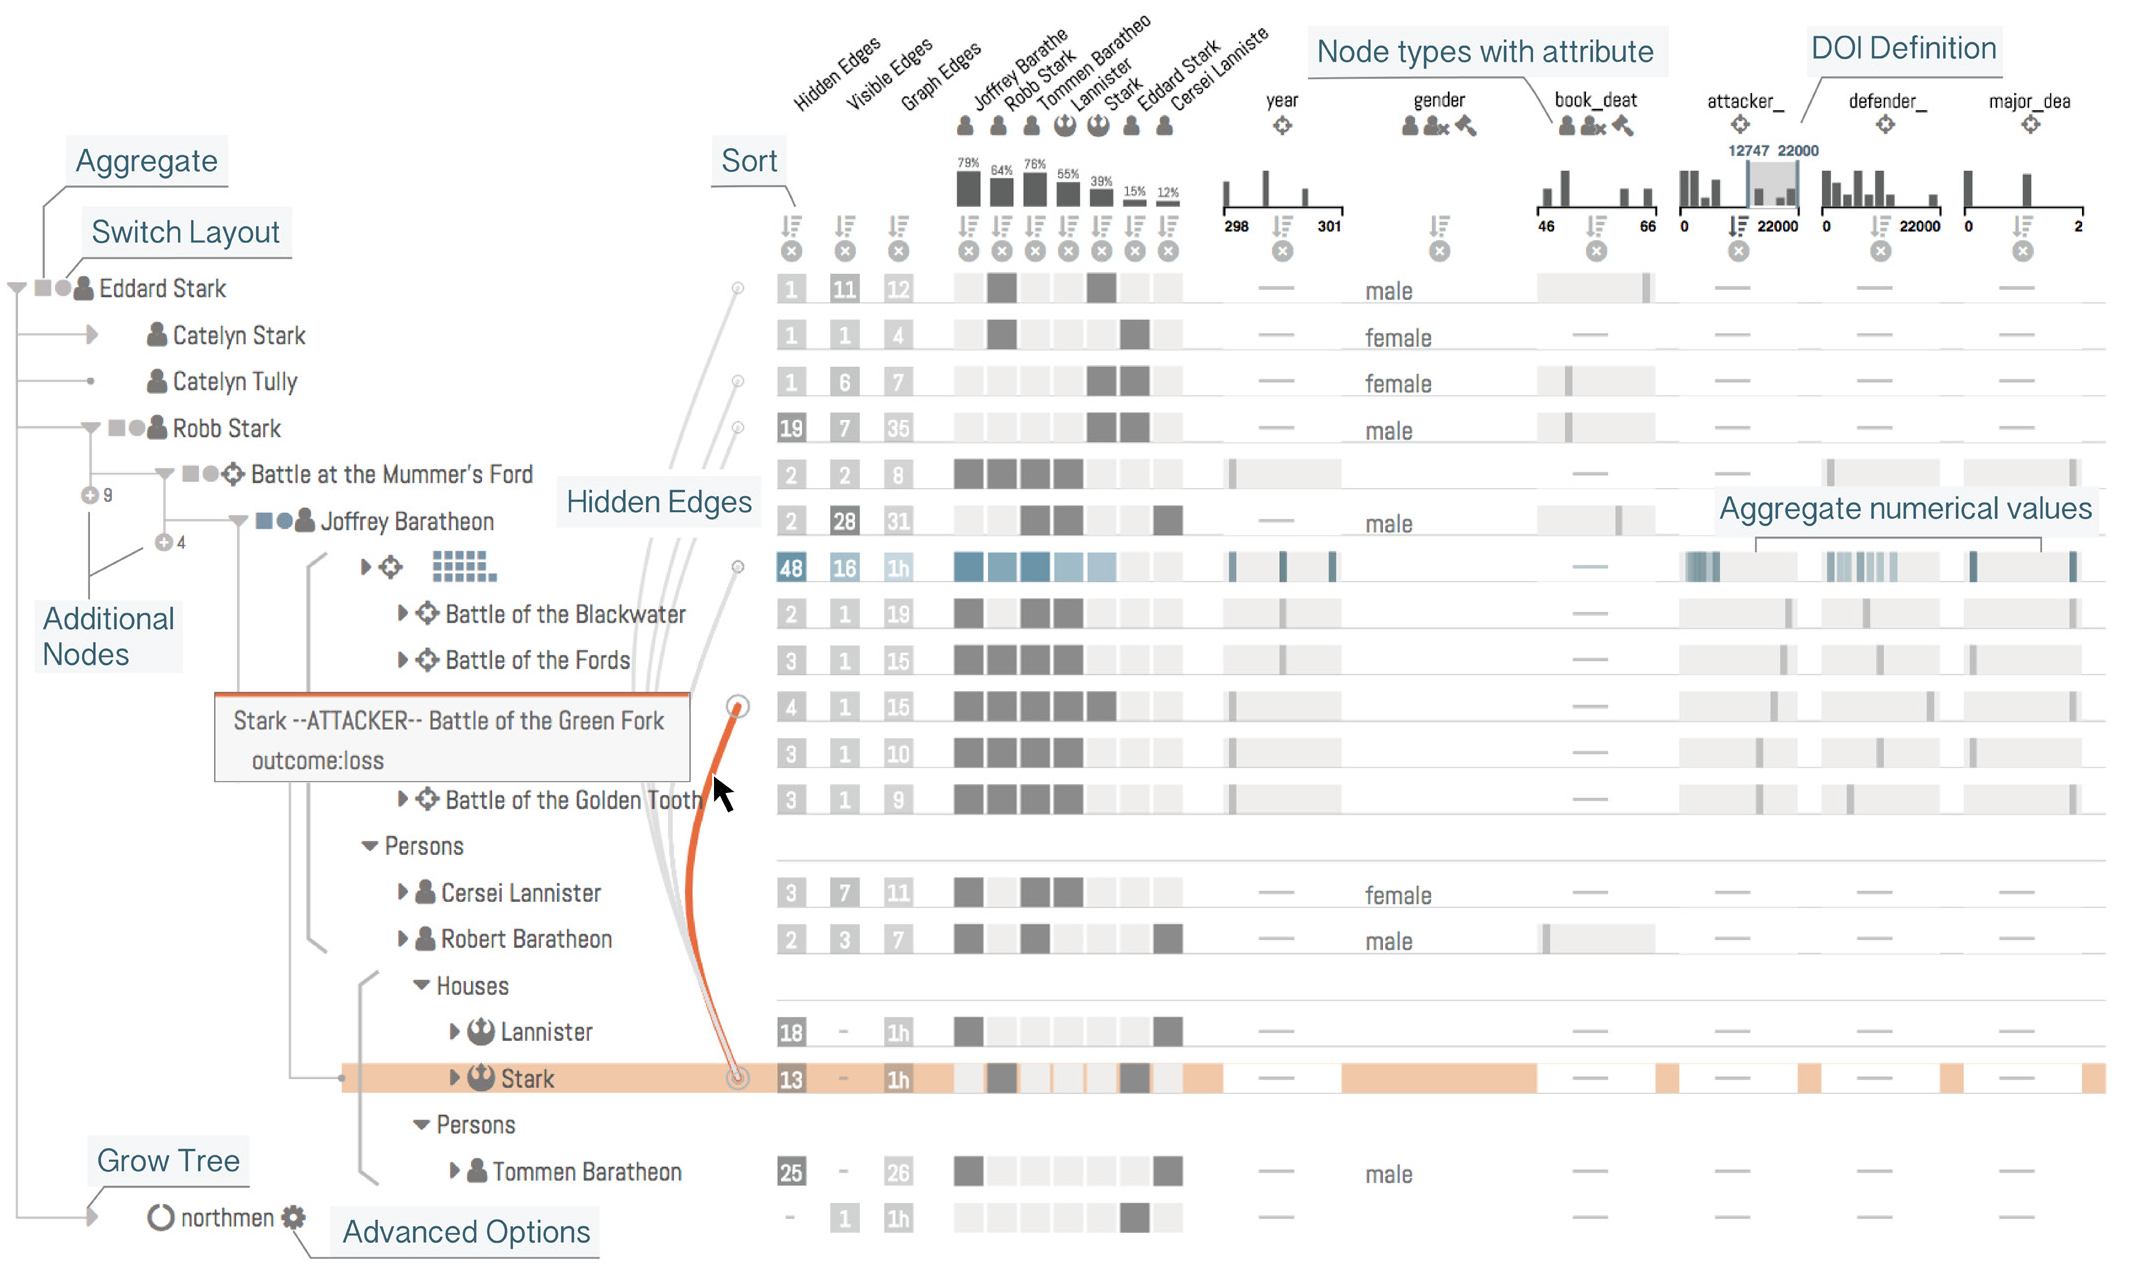 Hidden Edges
Visible Edges
Graph Edges
Joffrey Barathe
Robb Stark
Tommen Baratheo
Lannister
Stark
Eddard Stark
Cersei Lanniste
Node types with attribute
DOI Definition
year
gender
book_deat
attacker_
defender_
major_dea
12747 22000
Aggregate
Sort
79% 64% 76% 55% 39% 15% 12%
Switch Layout
298 301 46 66 0 22000 0 22000 0 2
Eddard Stark 1 11 12 male
Catelyn Stark 1 1 4 female
Catelyn Tully 1 6 7 female
Robb Stark 19 7 35 male
Battle at the Mummer's Ford 2 2 8
9
Hidden Edges
Aggregate numerical values
Joffrey Baratheon 2 28 31 male
4
48 16 1h
Additional
Nodes
Battle of the Blackwater 2 1 19
Battle of the Fords 3 1 15
Stark --ATTACKER-- Battle of the Green Fork
outcome:loss
4 1 15
3 1 10
Battle of the Golden Tooth 3 1 9
Persons
Cersei Lannister 3 7 11 female
Robert Baratheon 2 3 7 male
Houses
Lannister 18 - 1h
Stark 13 - 1h
Persons
Grow Tree
Tommen Baratheon 25 - 26 male
northmen - 1 1h
Advanced Options